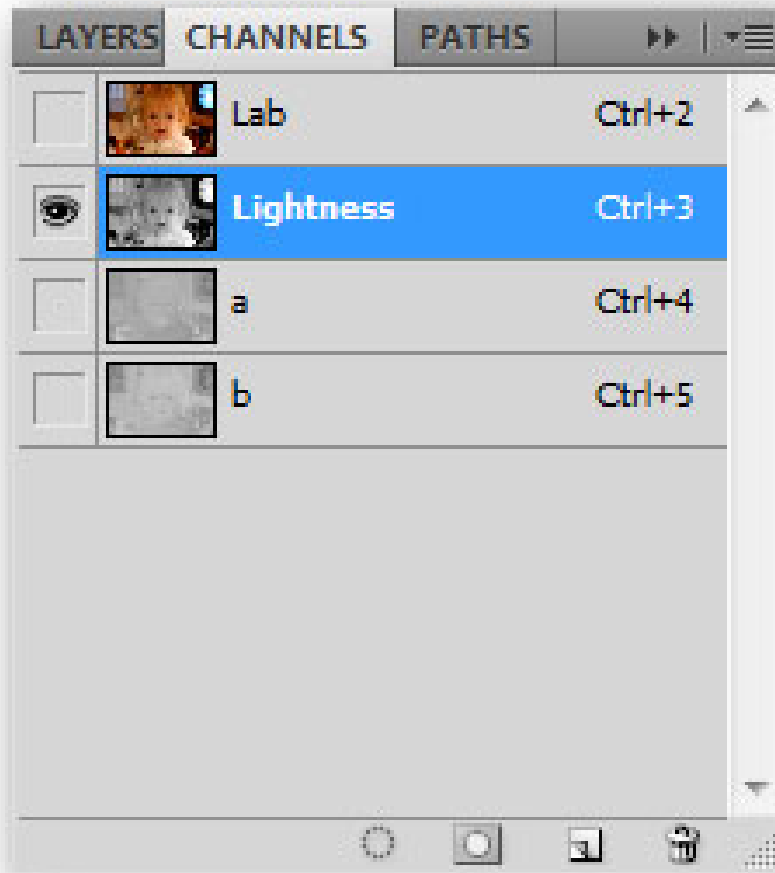 LAYERS CHANNELS PATHS
Lab Ctrl+2
Lightness Ctrl+3
a Ctrl+4
b Ctrl+5